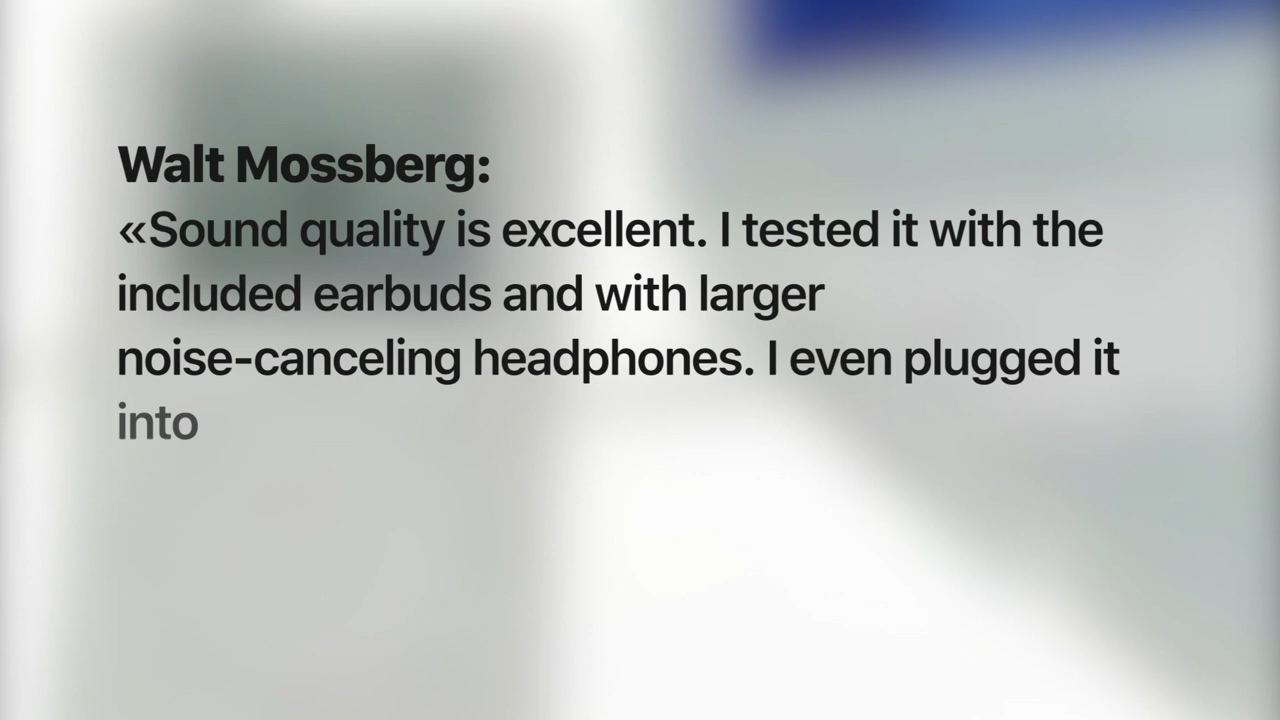 Walt Mossberg:
«Sound quality is excellent. I tested it with the
included earbuds and with larger
noise-canceling headphones. I even plugged it
into